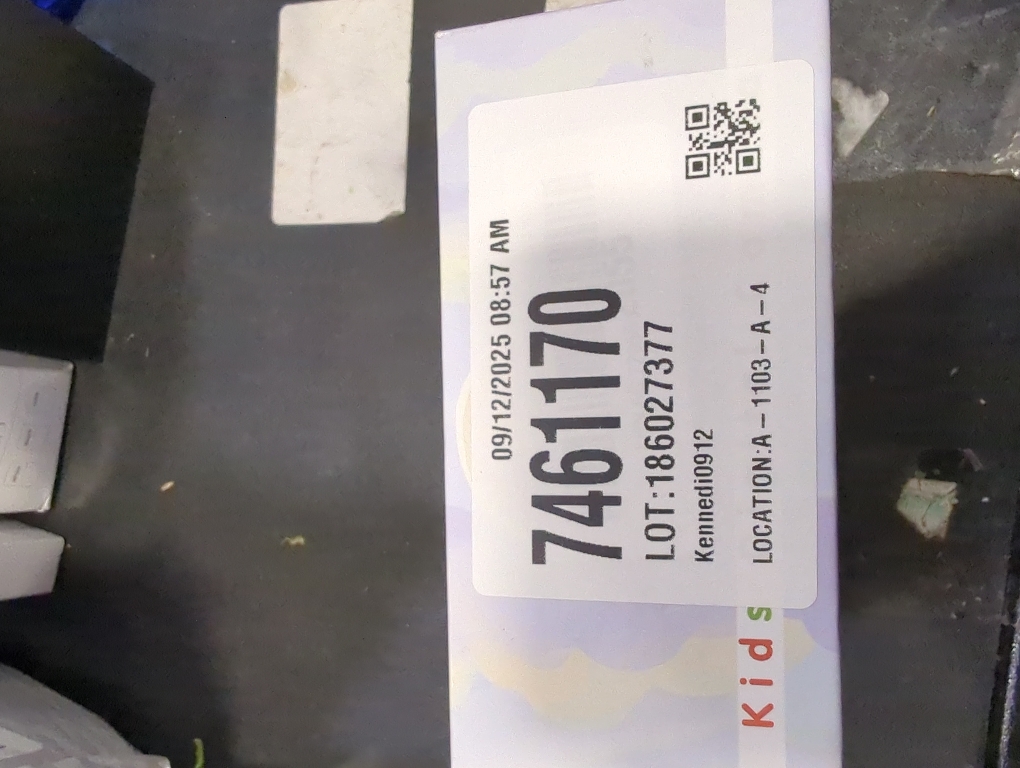 09/12/2025 08:57 AM
7461170
LOT:186027377
Kennedi0912
LOCATION:A-1103-A-4
Kids